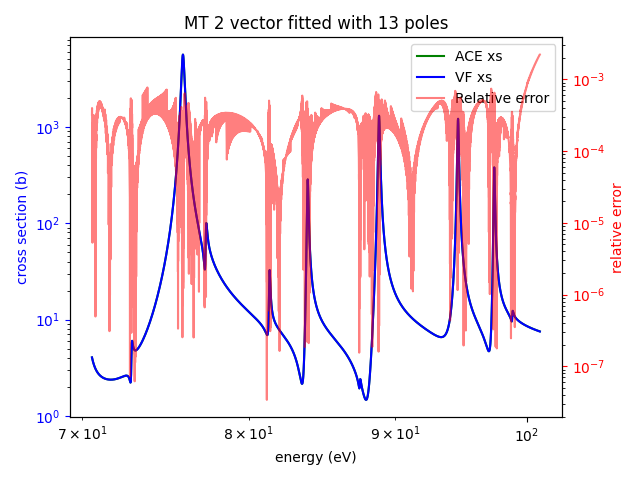 MT 2 vector fitted with 13 poles
ACE xs
VF xs
Relative error
10³
10²
10¹
10⁰
cross section (b)
10⁻³
10⁻⁴
10⁻⁵
10⁻⁶
10⁻⁷
relative error
7×10¹ 8×10¹ 9×10¹ 10²
energy (eV)